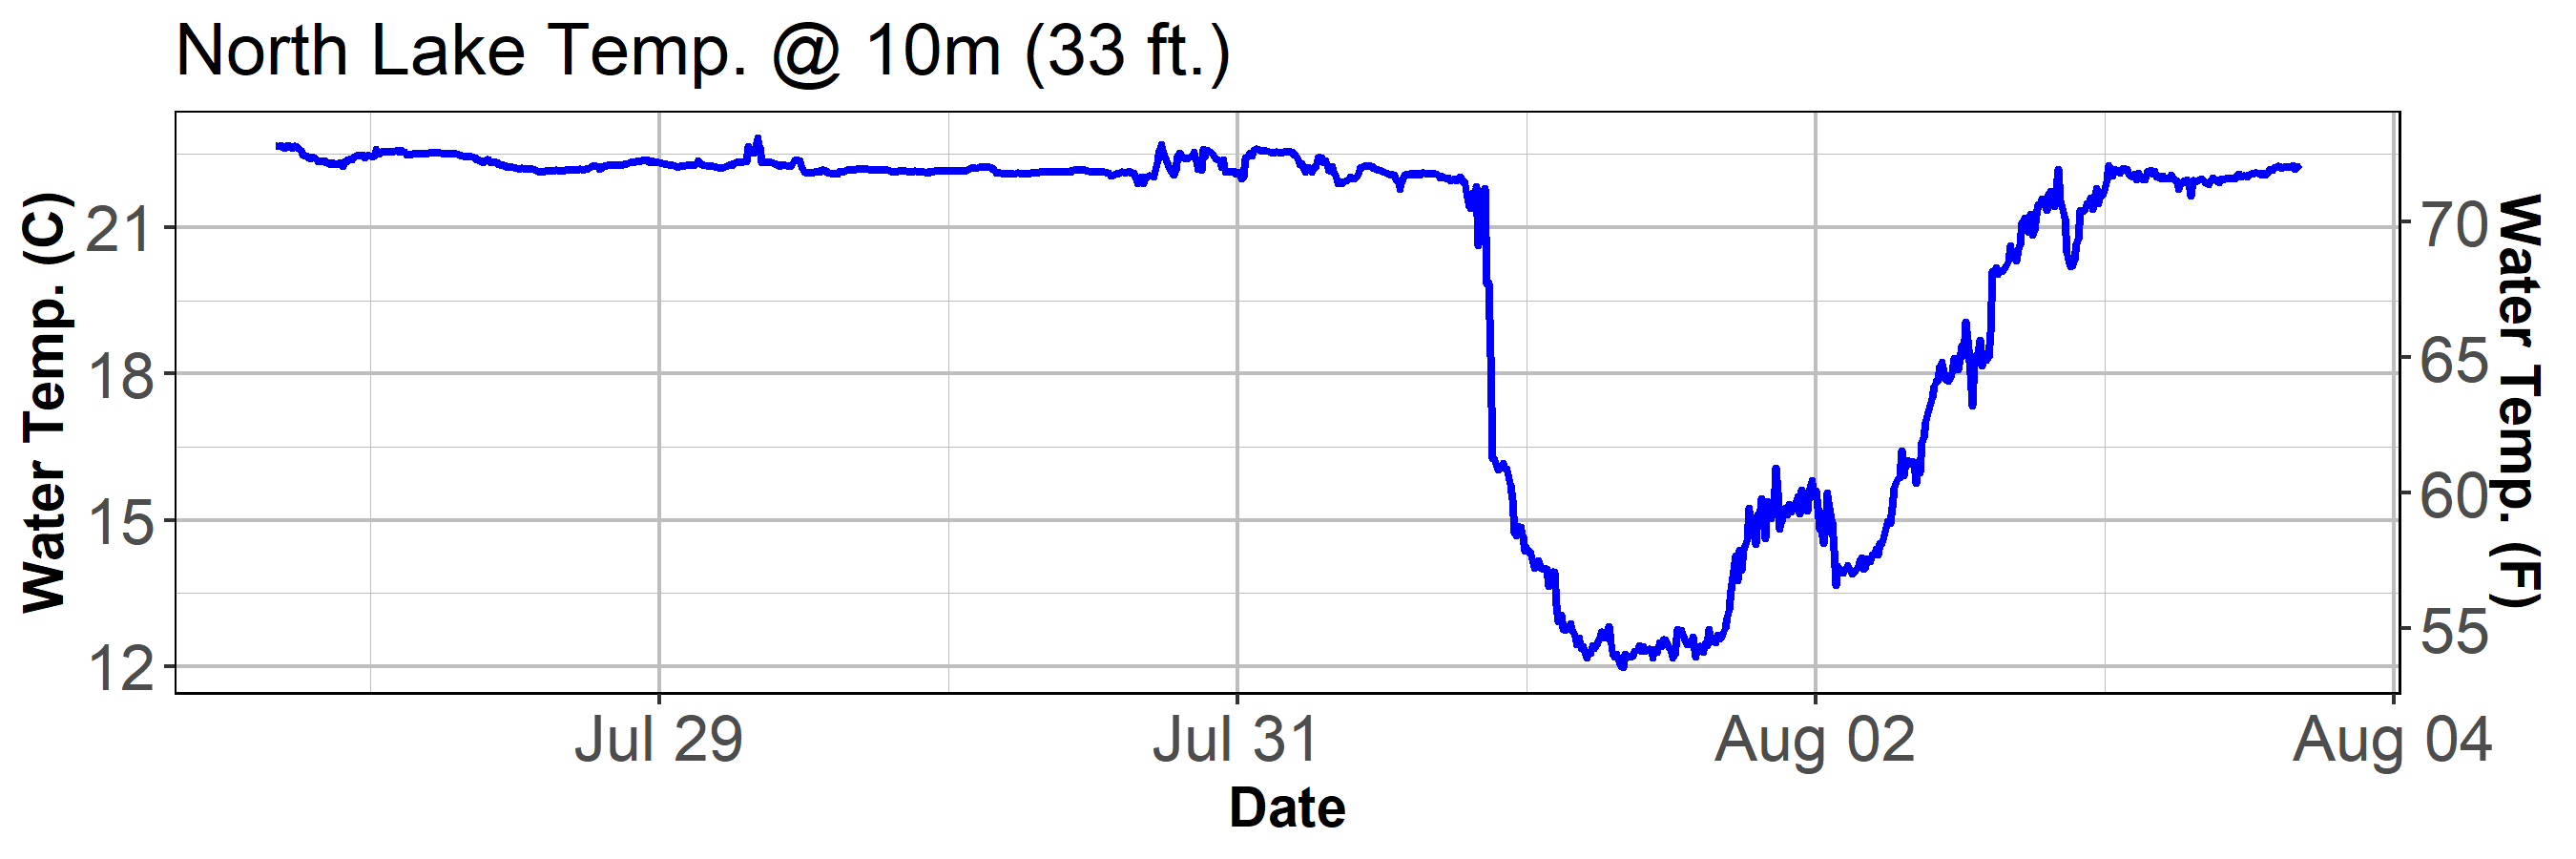 North Lake Temp. @ 10m (33 ft.)
Water Temp. (C)
21
18
15
12
70
65
60
55
Water Temp. (F)
Jul 29
Jul 31
Aug 02
Aug 04
Date